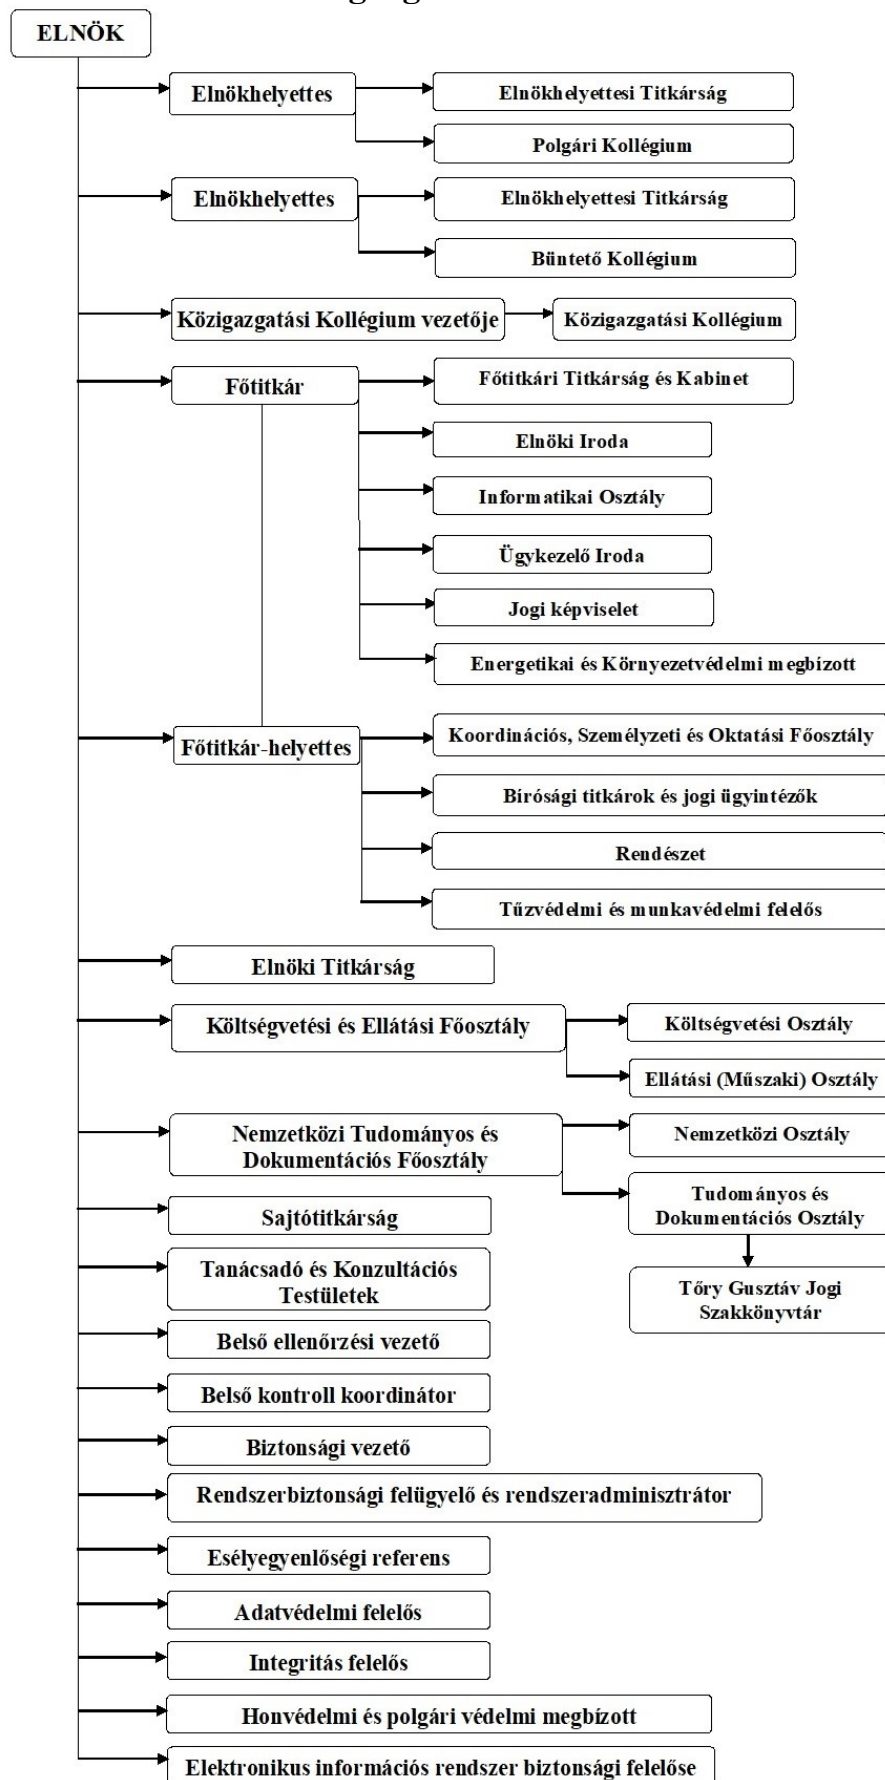 ELNÖK
Elnökhelyettes
Elnökhelyettesi Titkárság
Polgári Kollégium
Elnökhelyettes
Elnökhelyettesi Titkárság
Büntető Kollégium
Közigazgatási Kollégium vezetője
Közigazgatási Kollégium
Főtitkár
Főtitkári Titkárság és Kabinet
Elnöki Iroda
Informatikai Osztály
Ügykezelő Iroda
Jogi képviselet
Energetikai és Környezetvédelmi megbízott
Főtitkár-helyettes
Koordinációs, Személyzeti és Oktatási Főosztály
Bírósági titkárok és jogi ügyintézők
Rendészet
Tűzvédelmi és munkavédelmi felelős
Elnöki Titkárság
Költségvetési és Ellátási Főosztály
Költségvetési Osztály
Ellátási (Műszaki) Osztály
Nemzetközi Tudományos és
Dokumentációs Főosztály
Nemzetközi Osztály
Tudományos és
Dokumentációs Osztály
Tőry Gusztáv Jogi
Szakkönyvtár
Sajtótitkárság
Tanácsadó és Konzultációs
Testületek
Belső ellenőrzési vezető
Belső kontroll koordinátor
Biztonsági vezető
Rendszerbiztonsági felügyelő és rendszeradminisztrátor
Esélyegyenlőségi referens
Adatvédelmi felelős
Integritás felelős
Honvédelmi és polgári védelmi megbízott
Elektronikus információs rendszer biztonsági felelőse